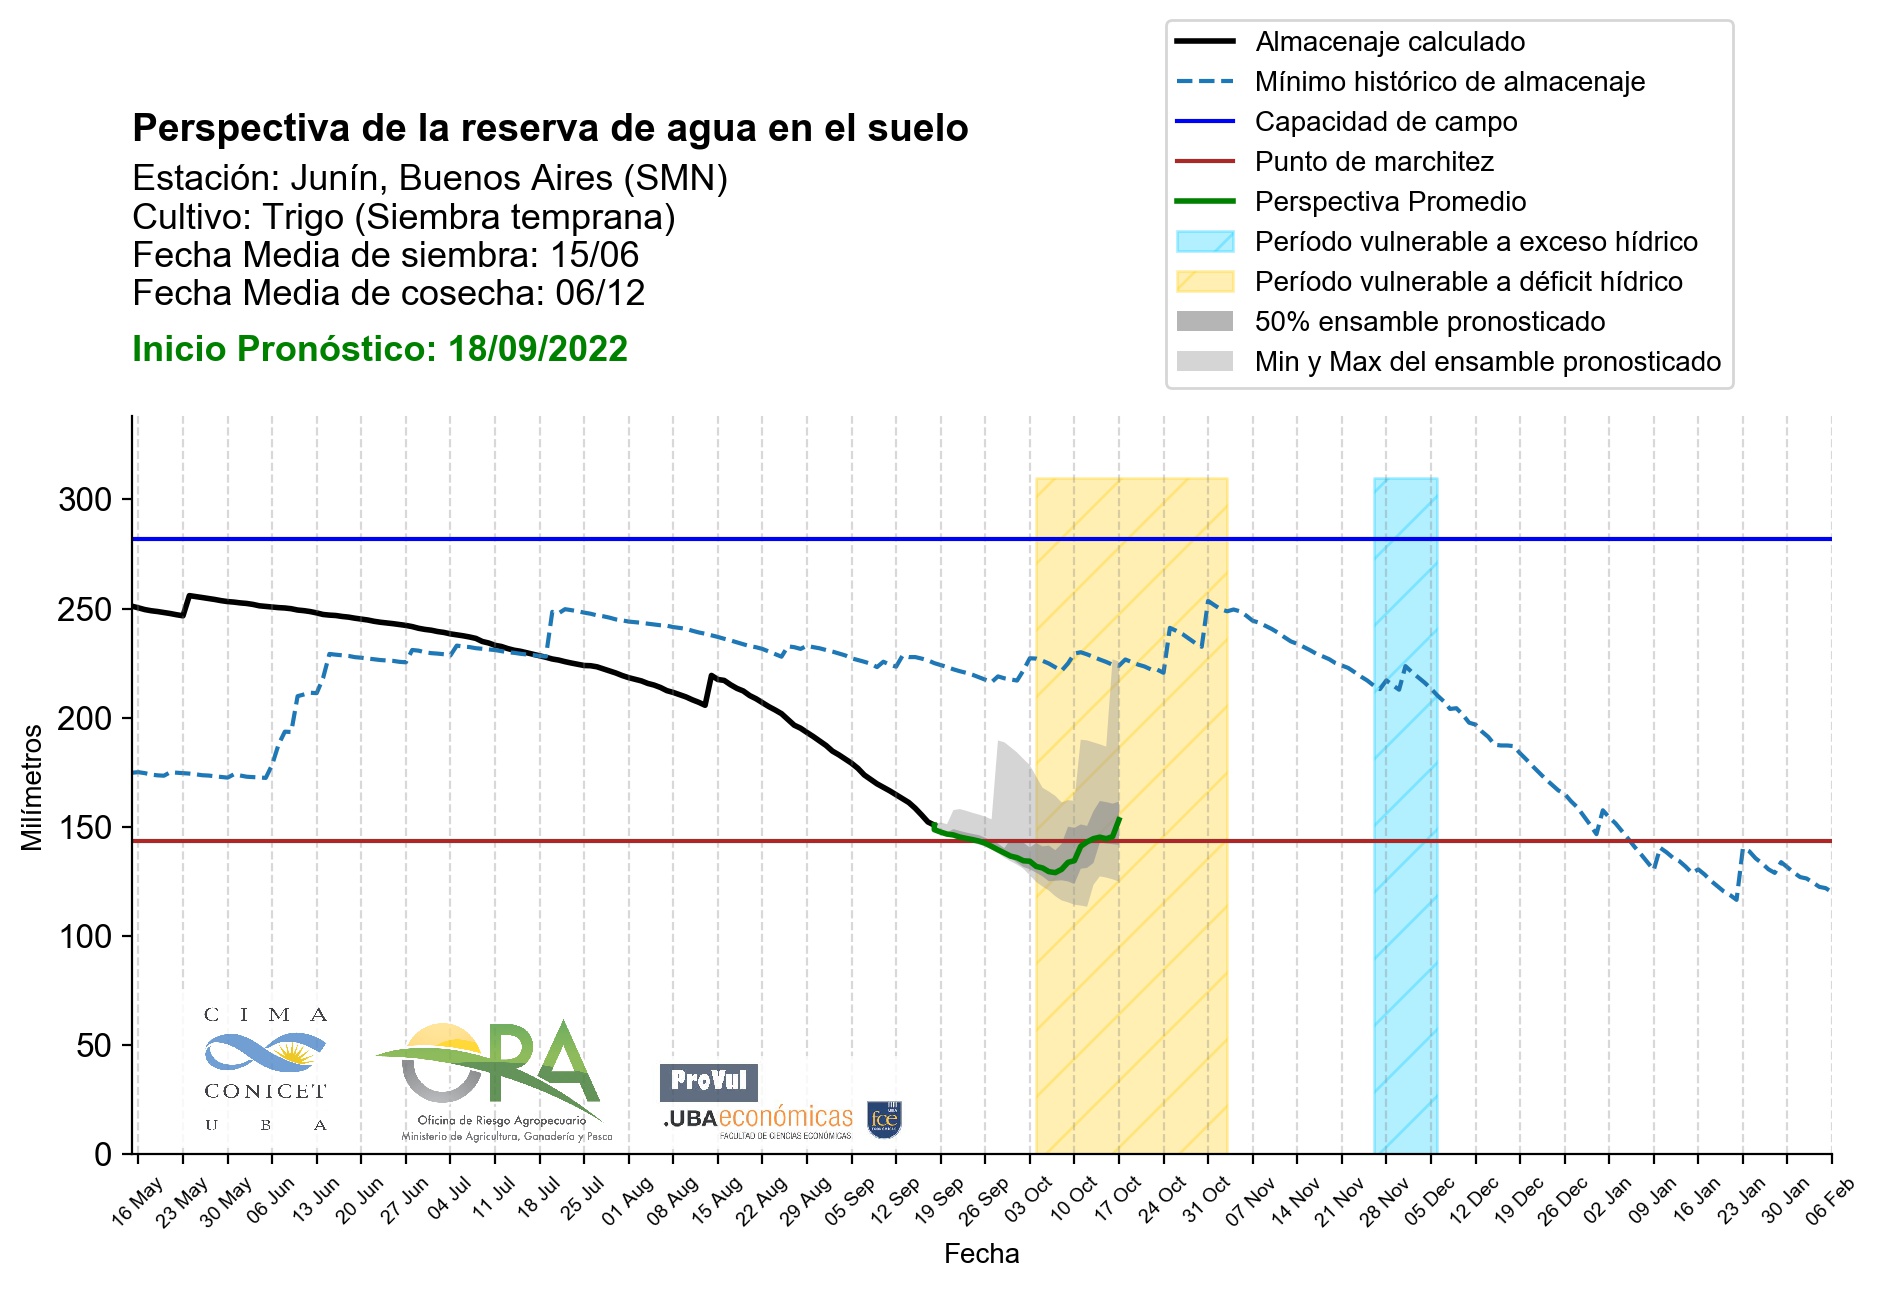 Almacenaje calculado
Mínimo histórico de almacenaje
Capacidad de campo
Punto de marchitez
Perspectiva Promedio
Período vulnerable a exceso hídrico
Período vulnerable a déficit hídrico
50% ensamble pronosticado
Min y Max del ensamble pronosticado
Perspectiva de la reserva de agua en el suelo
Estación: Junín, Buenos Aires (SMN)
Cultivo: Trigo (Siembra temprana)
Fecha Media de siembra: 15/06
Fecha Media de cosecha: 06/12
Inicio Pronóstico: 18/09/2022
Milímetros
300
250
200
150
100
50
0
CIMA
CONICET
UBA
ORA
Oficina de Riesgo Agropecuario
Ministerio de Agricultura, Ganadería y Pesca
ProVul
.UBAeconómicas
FACULTAD DE CIENCIAS ECONÓMICAS
fce
16 May
23 May
30 May
06 Jun
13 Jun
20 Jun
27 Jun
04 Jul
11 Jul
18 Jul
25 Jul
01 Aug
08 Aug
15 Aug
22 Aug
29 Aug
05 Sep
12 Sep
19 Sep
26 Sep
03 Oct
10 Oct
17 Oct
24 Oct
31 Oct
07 Nov
14 Nov
21 Nov
28 Nov
05 Dec
12 Dec
19 Dec
26 Dec
02 Jan
09 Jan
16 Jan
23 Jan
30 Jan
06 Feb
Fecha